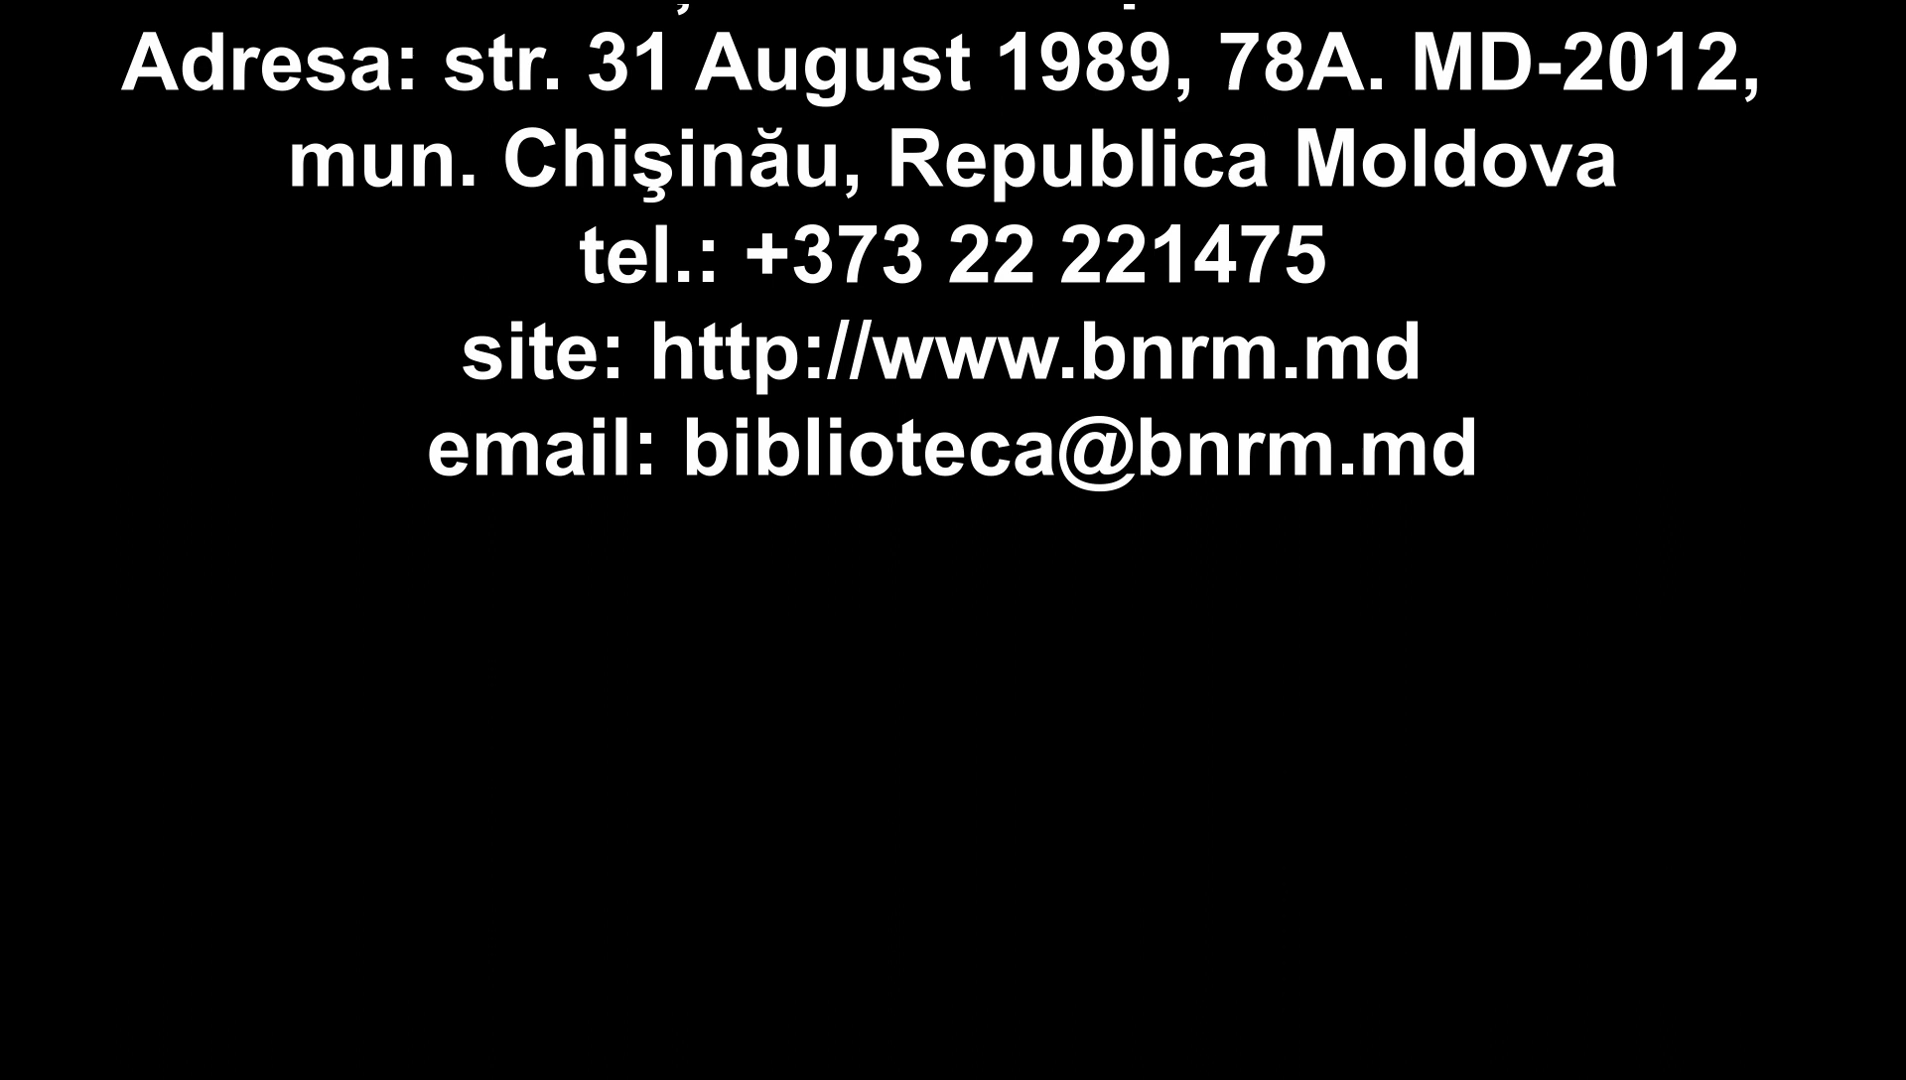 Adresa: str. 31 August 1989, 78A. MD-2012,
mun. Chişinău, Republica Moldova
tel.: +373 22 221475
site: http://www.bnrm.md
email: biblioteca@bnrm.md